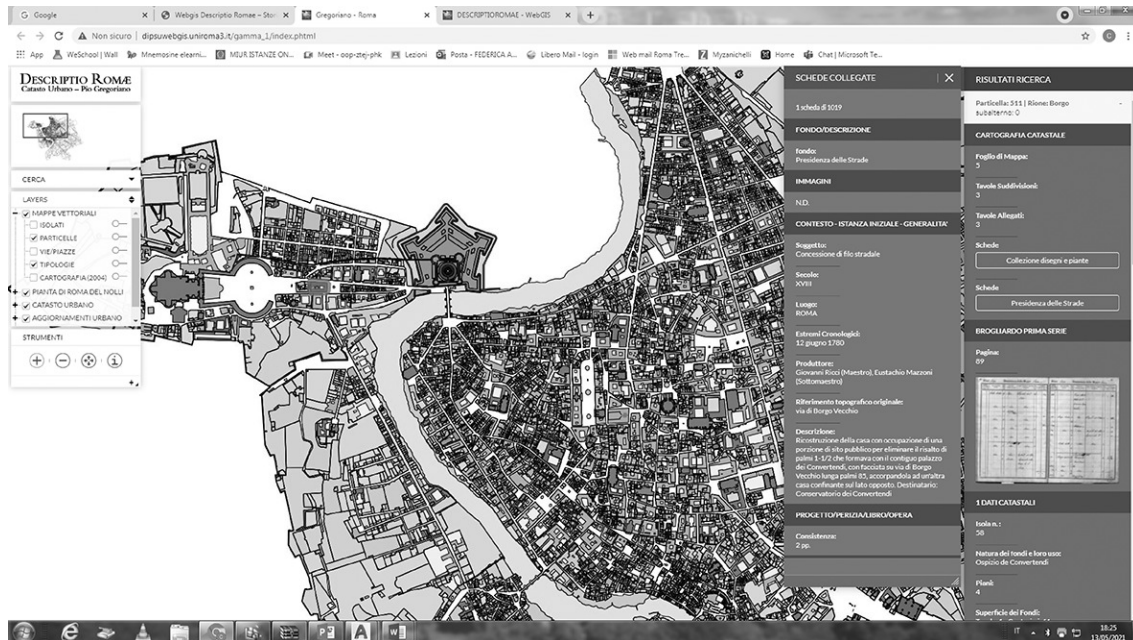 Google
Webgis Descriptio Romae – Stori
Gregoriano - Roma
DESCRIPTIOROMAE - WebGIS
Non sicuro | dipsuwebgis.uniroma3.it/gamma_1/index.phtml
App
WeSchool | Wall
Mnemosine elearni...
MIUR ISTANZE ON...
Meet - oop-ztej-phk
Lezioni
Posta - FEDERICA A...
Libero Mail - login
Web mail Roma Tre...
Myzanichelli
Home
Chat | Microsoft Te...
DESCRIPTIO ROMÆ
Catasto Urbano – Pio Gregoriano
CERCA
LAYERS
MAPPE VETTORIALI
ISOLATI
PARTICELLE
VIE/PIAZZE
TIPOLOGIE
CARTOGRAFIA (2004)
PIANTA DI ROMA DEL NOLLI
CATASTO URBANO
AGGIORNAMENTI URBANO
STRUMENTI
SCHEDE COLLEGATE
1 scheda di 1019
FONDO/DESCRIZIONE
fondo:
Presidenza delle Strade
IMMAGINI
N.D.
CONTESTO - ISTANZA INIZIALE - GENERALITA'
Soggetto:
Concessione di filo stradale
Secolo:
XVIII
Luogo:
ROMA
Estremi Cronologici:
12 giugno 1780
Produttore:
Giovanni Ricci (Maestro), Eustachio Mazzoni
(Sottomaestro)
Riferimento topografico originale:
via di Borgo Vecchio
Descrizione:
Ricostruzione della casa con occupazione di una
porzione di sito pubblico per eliminare il risalto di
palmi 1-1/2 che formava con il contiguo palazzo
dei Convertendi, con facciata su via di Borgo
Vecchio lunga palmi 85, accorpandola ad un'altra
casa confinante sul lato opposto. Destinatario:
Conservatorio dei Convertendi
PROGETTO/PERIZIA/LIBRO/OPERA
Consistenza:
2 pp.
RISULTATI RICERCA
Particella: 511 | Rione: Borgo
subalterno: 0
CARTOGRAFIA CATASTALE
Foglio di Mappa:
5
Tavole Suddivisioni:
3
Tavole Allegati:
3
Schede
Collezione disegni e piante
Schede
Presidenza delle Strade
BROGLIARDO PRIMA SERIE
Pagina:
89
1 DATI CATASTALI
Isola n. :
58
Natura dei fondi e loro uso:
Ospizio de Convertendi
Piani:
4
Superficie dei Fondi:
IT
18:25
13/05/2021